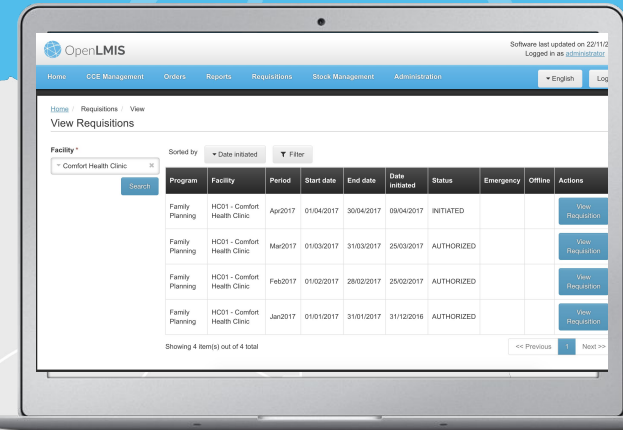 OpenLMIS
Software last updated on 22/11/2
Logged in as administrator
Home CCE Management Orders Reports Requisitions Stock Management Administration English Log
Home / Requisitions / View
View Requisitions
Facility *
Comfort Health Clinic
Search
Sorted by Date initiated Filter
Program Facility Period Start date End date Date initiated Status Emergency Offline Actions
Family Planning HC01 - Comfort Health Clinic Apr2017 01/04/2017 30/04/2017 09/04/2017 INITIATED View Requisition
Family Planning HC01 - Comfort Health Clinic Mar2017 01/03/2017 31/03/2017 25/03/2017 AUTHORIZED View Requisition
Family Planning HC01 - Comfort Health Clinic Feb2017 01/02/2017 28/02/2017 25/02/2017 AUTHORIZED View Requisition
Family Planning HC01 - Comfort Health Clinic Jan2017 01/01/2017 31/01/2017 31/12/2016 AUTHORIZED View Requisition
Showing 4 item(s) out of 4 total
<< Previous 1 Next >>